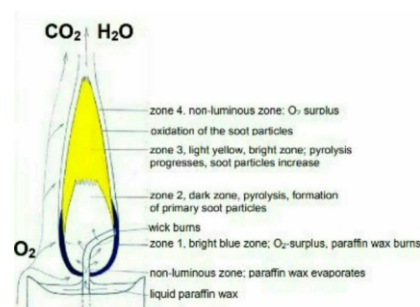 CO2 H2O
zone 4. non-luminous zone: O2 surplus
oxidation of the soot particles
zone 3, light yellow, bright zone; pyrolysis
progresses, soot particles increase
zone 2, dark zone, pyrolysis, formation
of primary soot particles
wick burns
zone 1, bright blue zone; O2-surplus, paraffin wax burns
O2
non-luminous zone; paraffin wax evaporates
liquid paraffin wax